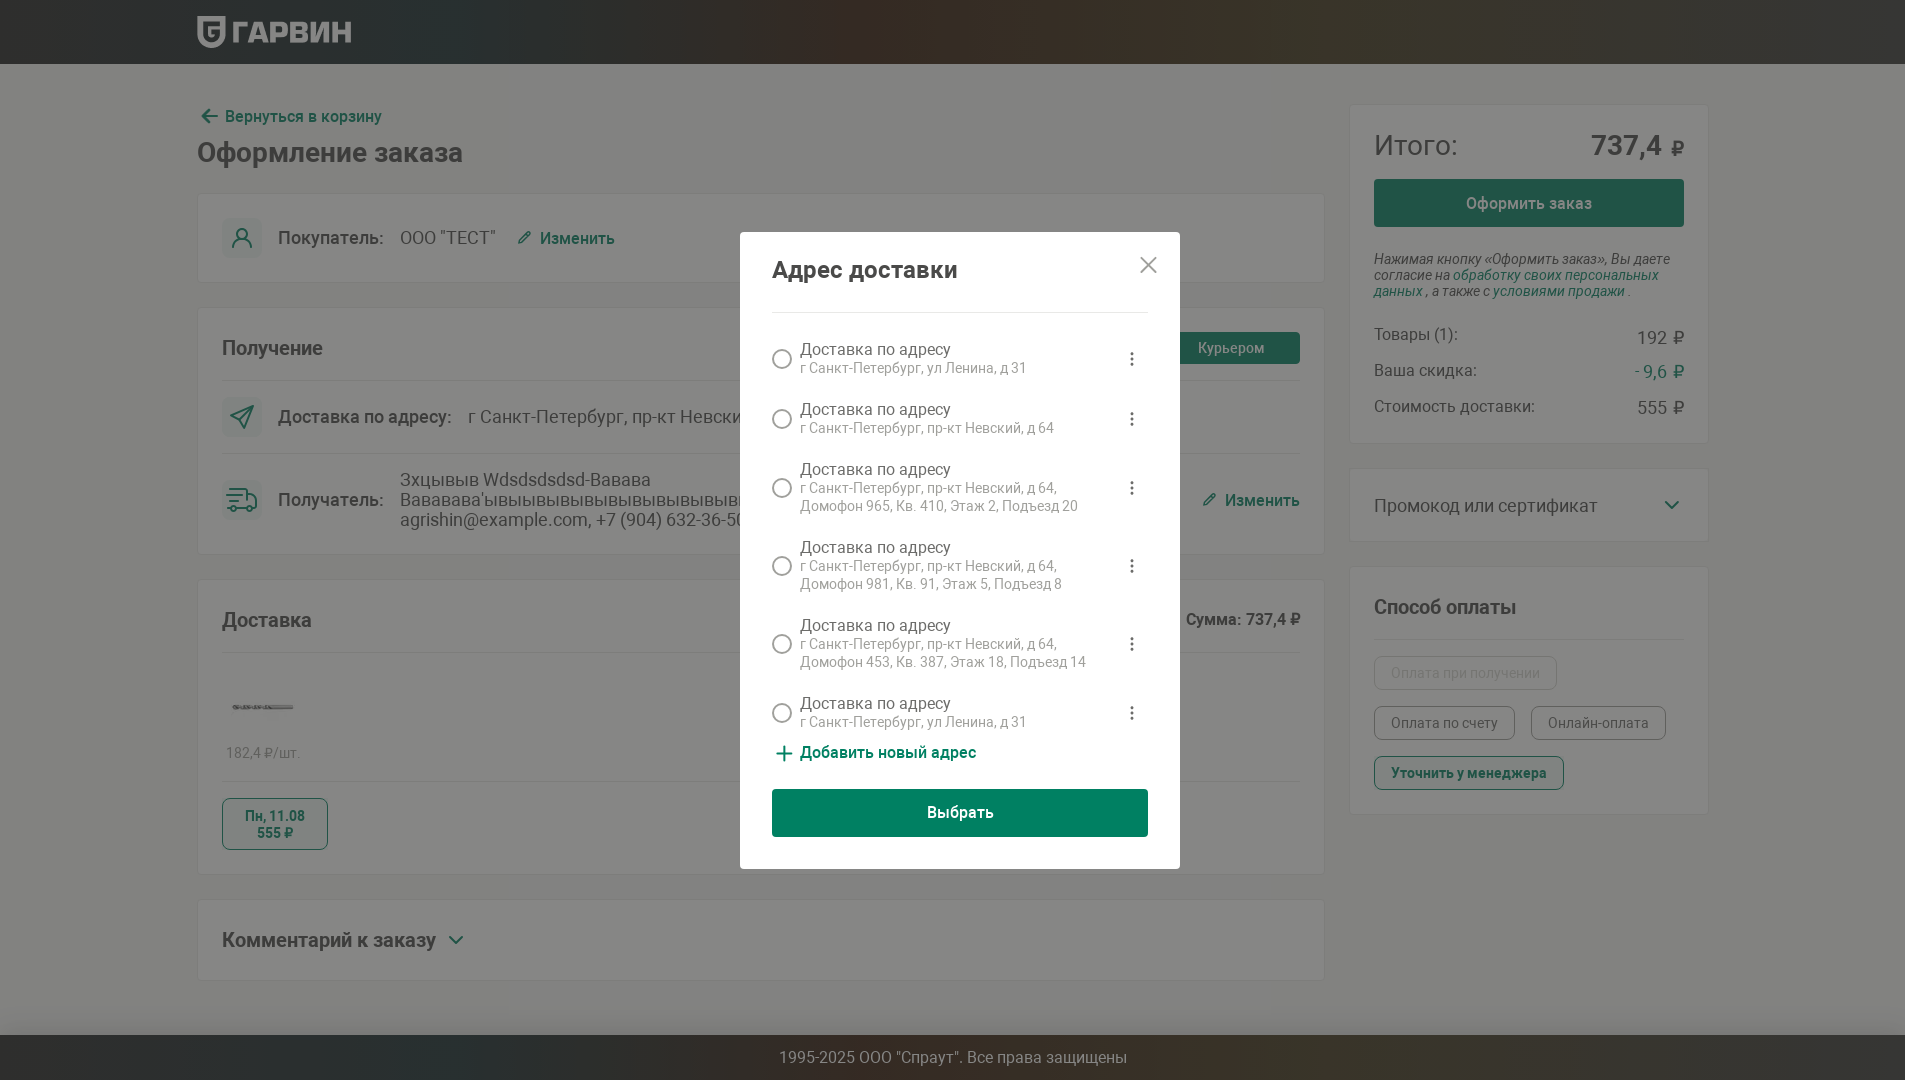 ГАРВИН
Вернуться в корзину
Оформление заказа
Покупатель: ООО "ТЕСТ" Изменить
Получение
Курьером
Доставка по адресу: г Санкт-Петербург, пр-кт
Получатель:
Зхцывыв Wdsdsdsdsd-Вавава
agrishin@example.com, +7 (904) 632-36-50
Изменить
Доставка
Сумма: 737,4 ₽
182,4 ₽/шт.
Пн, 11.08
555 ₽
Комментарий к заказу
Адрес доставки
Доставка по адресу
г Санкт-Петербург, ул Ленина, д 31
Доставка по адресу
г Санкт-Петербург, пр-кт Невский, д 64
Доставка по адресу
г Санкт-Петербург, пр-кт Невский, д 64,
Домофон 965, Кв. 410, Этаж 2, Подъезд 20
Доставка по адресу
г Санкт-Петербург, пр-кт Невский, д 64,
Домофон 981, Кв. 91, Этаж 5, Подъезд 8
Доставка по адресу
г Санкт-Петербург, пр-кт Невский, д 64,
Домофон 453, Кв. 387, Этаж 18, Подъезд 14
Доставка по адресу
г Санкт-Петербург, ул Ленина, д 31
Добавить новый адрес
Выбрать
Итого: 737,4 ₽
Оформить заказ
Нажимая кнопку «Оформить заказ», Вы даете
согласие на обработку своих персональных
данных , а также с условиями продажи .
Товары (1): 192 ₽
Ваша скидка: - 9,6 ₽
Стоимость доставки: 555 ₽
Промокод или сертификат
Способ оплаты
Оплата при получении
Оплата по счету Онлайн-оплата
Уточнить у менеджера
1995-2025 ООО "Спраут". Все права защищены